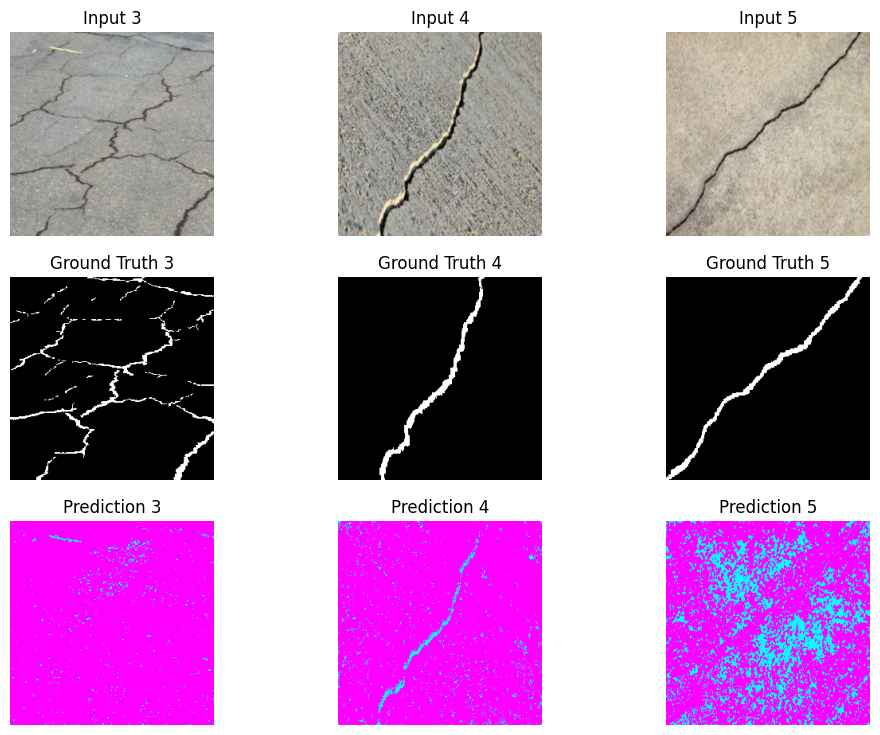 Input 3
Input 4
Input 5
Ground Truth 3
Ground Truth 4
Ground Truth 5
Prediction 3
Prediction 4
Prediction 5